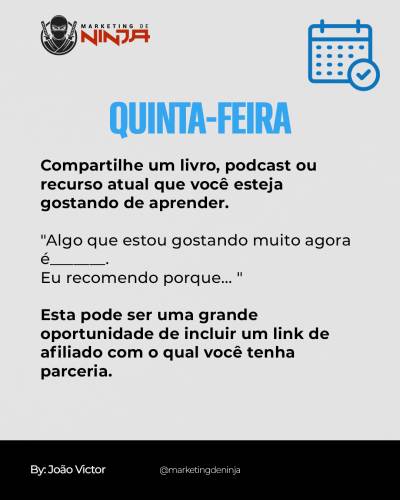 MARKETING DE
NINJA
QUINTA-FEIRA
Compartilhe um livro, podcast ou
recurso atual que você esteja
gostando de aprender.
"Algo que estou gostando muito agora
é_______.
Eu recomendo porque... "
Esta pode ser uma grande
oportunidade de incluir um link de
afiliado com o qual você tenha
parceria.
By: João Victor
@marketingdeninja